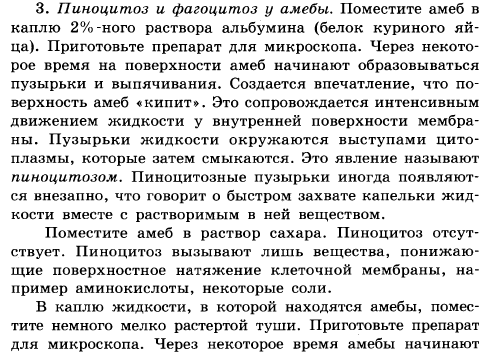 3. Пиноцитоз и фагоцитоз у амебы. Поместите амеб в
каплю 2%-ного раствора альбумина (белок куриного яй-
ца). Приготовьте препарат для микроскопа. Через некото-
рое время на поверхности амеб начинают образовываться
пузырьки и выпячивания. Создается впечатление, что по-
верхность амеб «кипит». Это сопровождается интенсивным
движением жидкости у внутренней поверхности мембра-
ны. Пузырьки жидкости окружаются выступами цито-
плазмы, которые затем смыкаются. Это явление называют
пиноцитозом. Пиноцитозные пузырьки иногда появляют-
ся внезапно, что говорит о быстром захвате капельки жид-
кости вместе с растворимым в ней веществом.
Поместите амеб в раствор сахара. Пиноцитоз отсут-
ствует. Пиноцитоз вызывают лишь вещества, понижаю-
щие поверхностное натяжение клеточной мембраны, на-
пример аминокислоты, некоторые соли.
В каплю жидкости, в которой находятся амебы, помес-
тите немного мелко растертой туши. Приготовьте препарат
для микроскопа. Через некоторое время амебы начинают